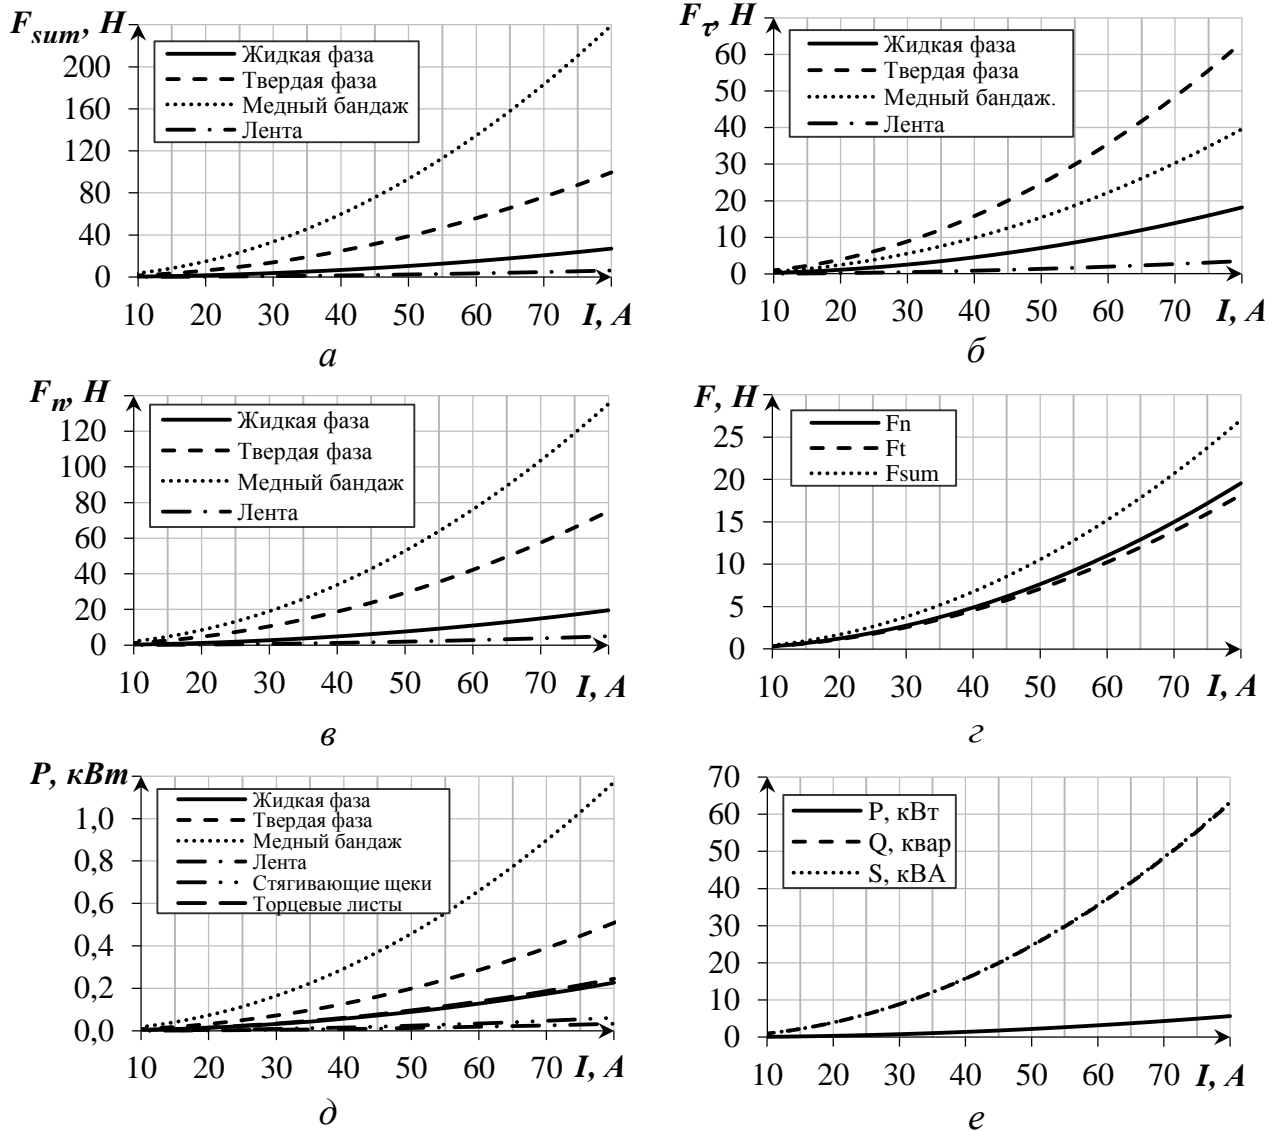 F_sum, H
200
160
120
80
40
0
Жидкая фаза
Твердая фаза
Медный бандаж
Лента
10 20 30 40 50 60 70 I, A
а
F_τ, H
60
50
40
30
20
10
0
Жидкая фаза
Твердая фаза
Медный бандаж.
Лента
10 20 30 40 50 60 70 I, A
б
F_n, H
120
100
80
60
40
20
0
Жидкая фаза
Твердая фаза
Медный бандаж
Лента
10 20 30 40 50 60 70 I, A
в
F, H
25
20
15
10
5
0
Fn
Ft
Fsum
10 20 30 40 50 60 70 I, A
г
P, кВт
1,0
0,8
0,6
0,4
0,2
0,0
Жидкая фаза
Твердая фаза
Медный бандаж
Лента
Стягивающие щеки
Торцевые листы
10 20 30 40 50 60 70 I, A
д
70
60
50
40
30
20
10
0
P, кВт
Q, квар
S, кВА
10 20 30 40 50 60 70 I, A
е